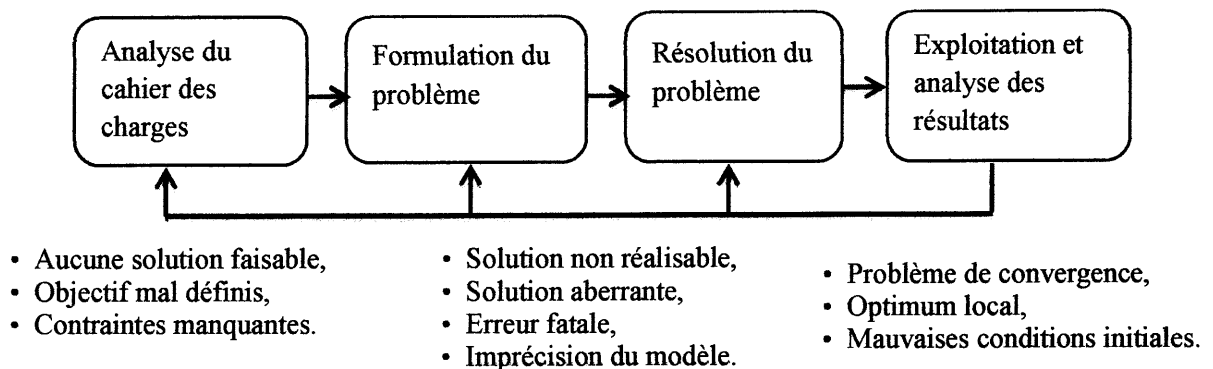 Analyse du
cahier des
charges
Formulation du
problème
Résolution du
problème
Exploitation et
analyse des
résultats
• Aucune solution faisable,
• Objectif mal définis,
• Contraintes manquantes.
• Solution non réalisable,
• Solution aberrante,
• Erreur fatale,
• Imprécision du modèle.
• Problème de convergence,
• Optimum local,
• Mauvaises conditions initiales.